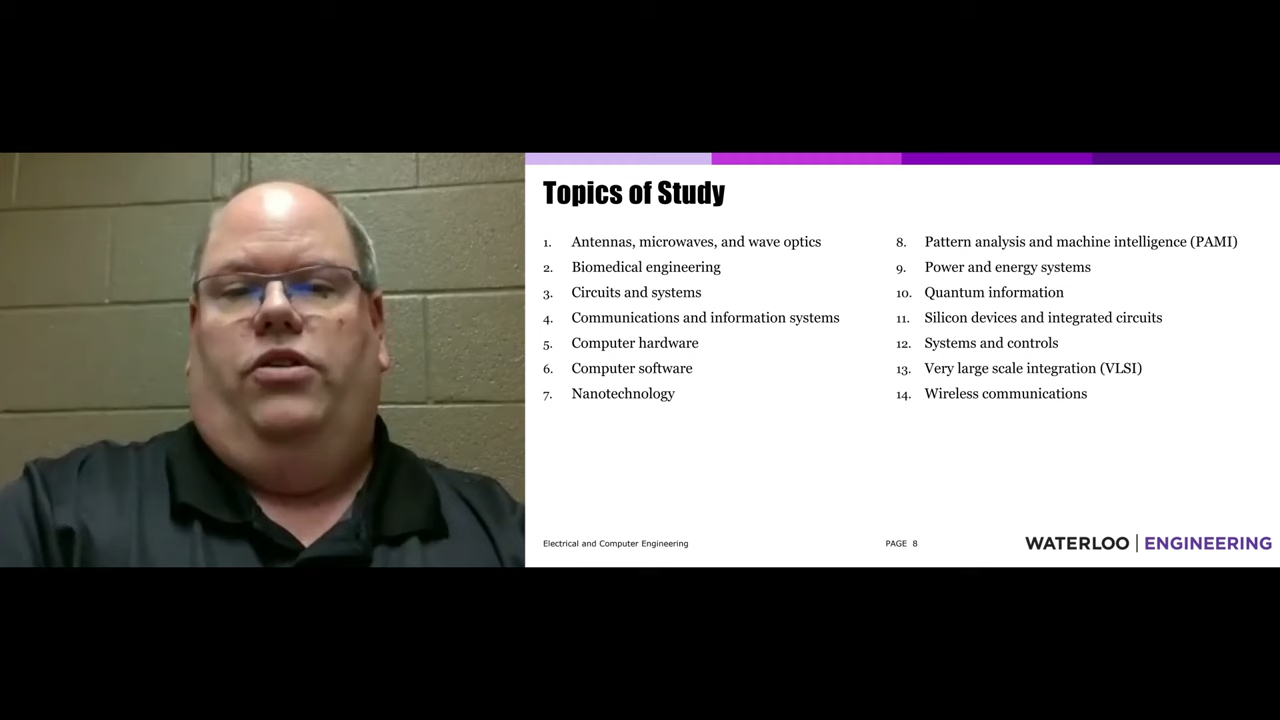 Topics of Study
1. Antennas, microwaves, and wave optics
2. Biomedical engineering
3. Circuits and systems
4. Communications and information systems
5. Computer hardware
6. Computer software
7. Nanotechnology
8. Pattern analysis and machine intelligence (PAMI)
9. Power and energy systems
10. Quantum information
11. Silicon devices and integrated circuits
12. Systems and controls
13. Very large scale integration (VLSI)
14. Wireless communications
Electrical and Computer Engineering
PAGE 8
WATERLOO | ENGINEERING